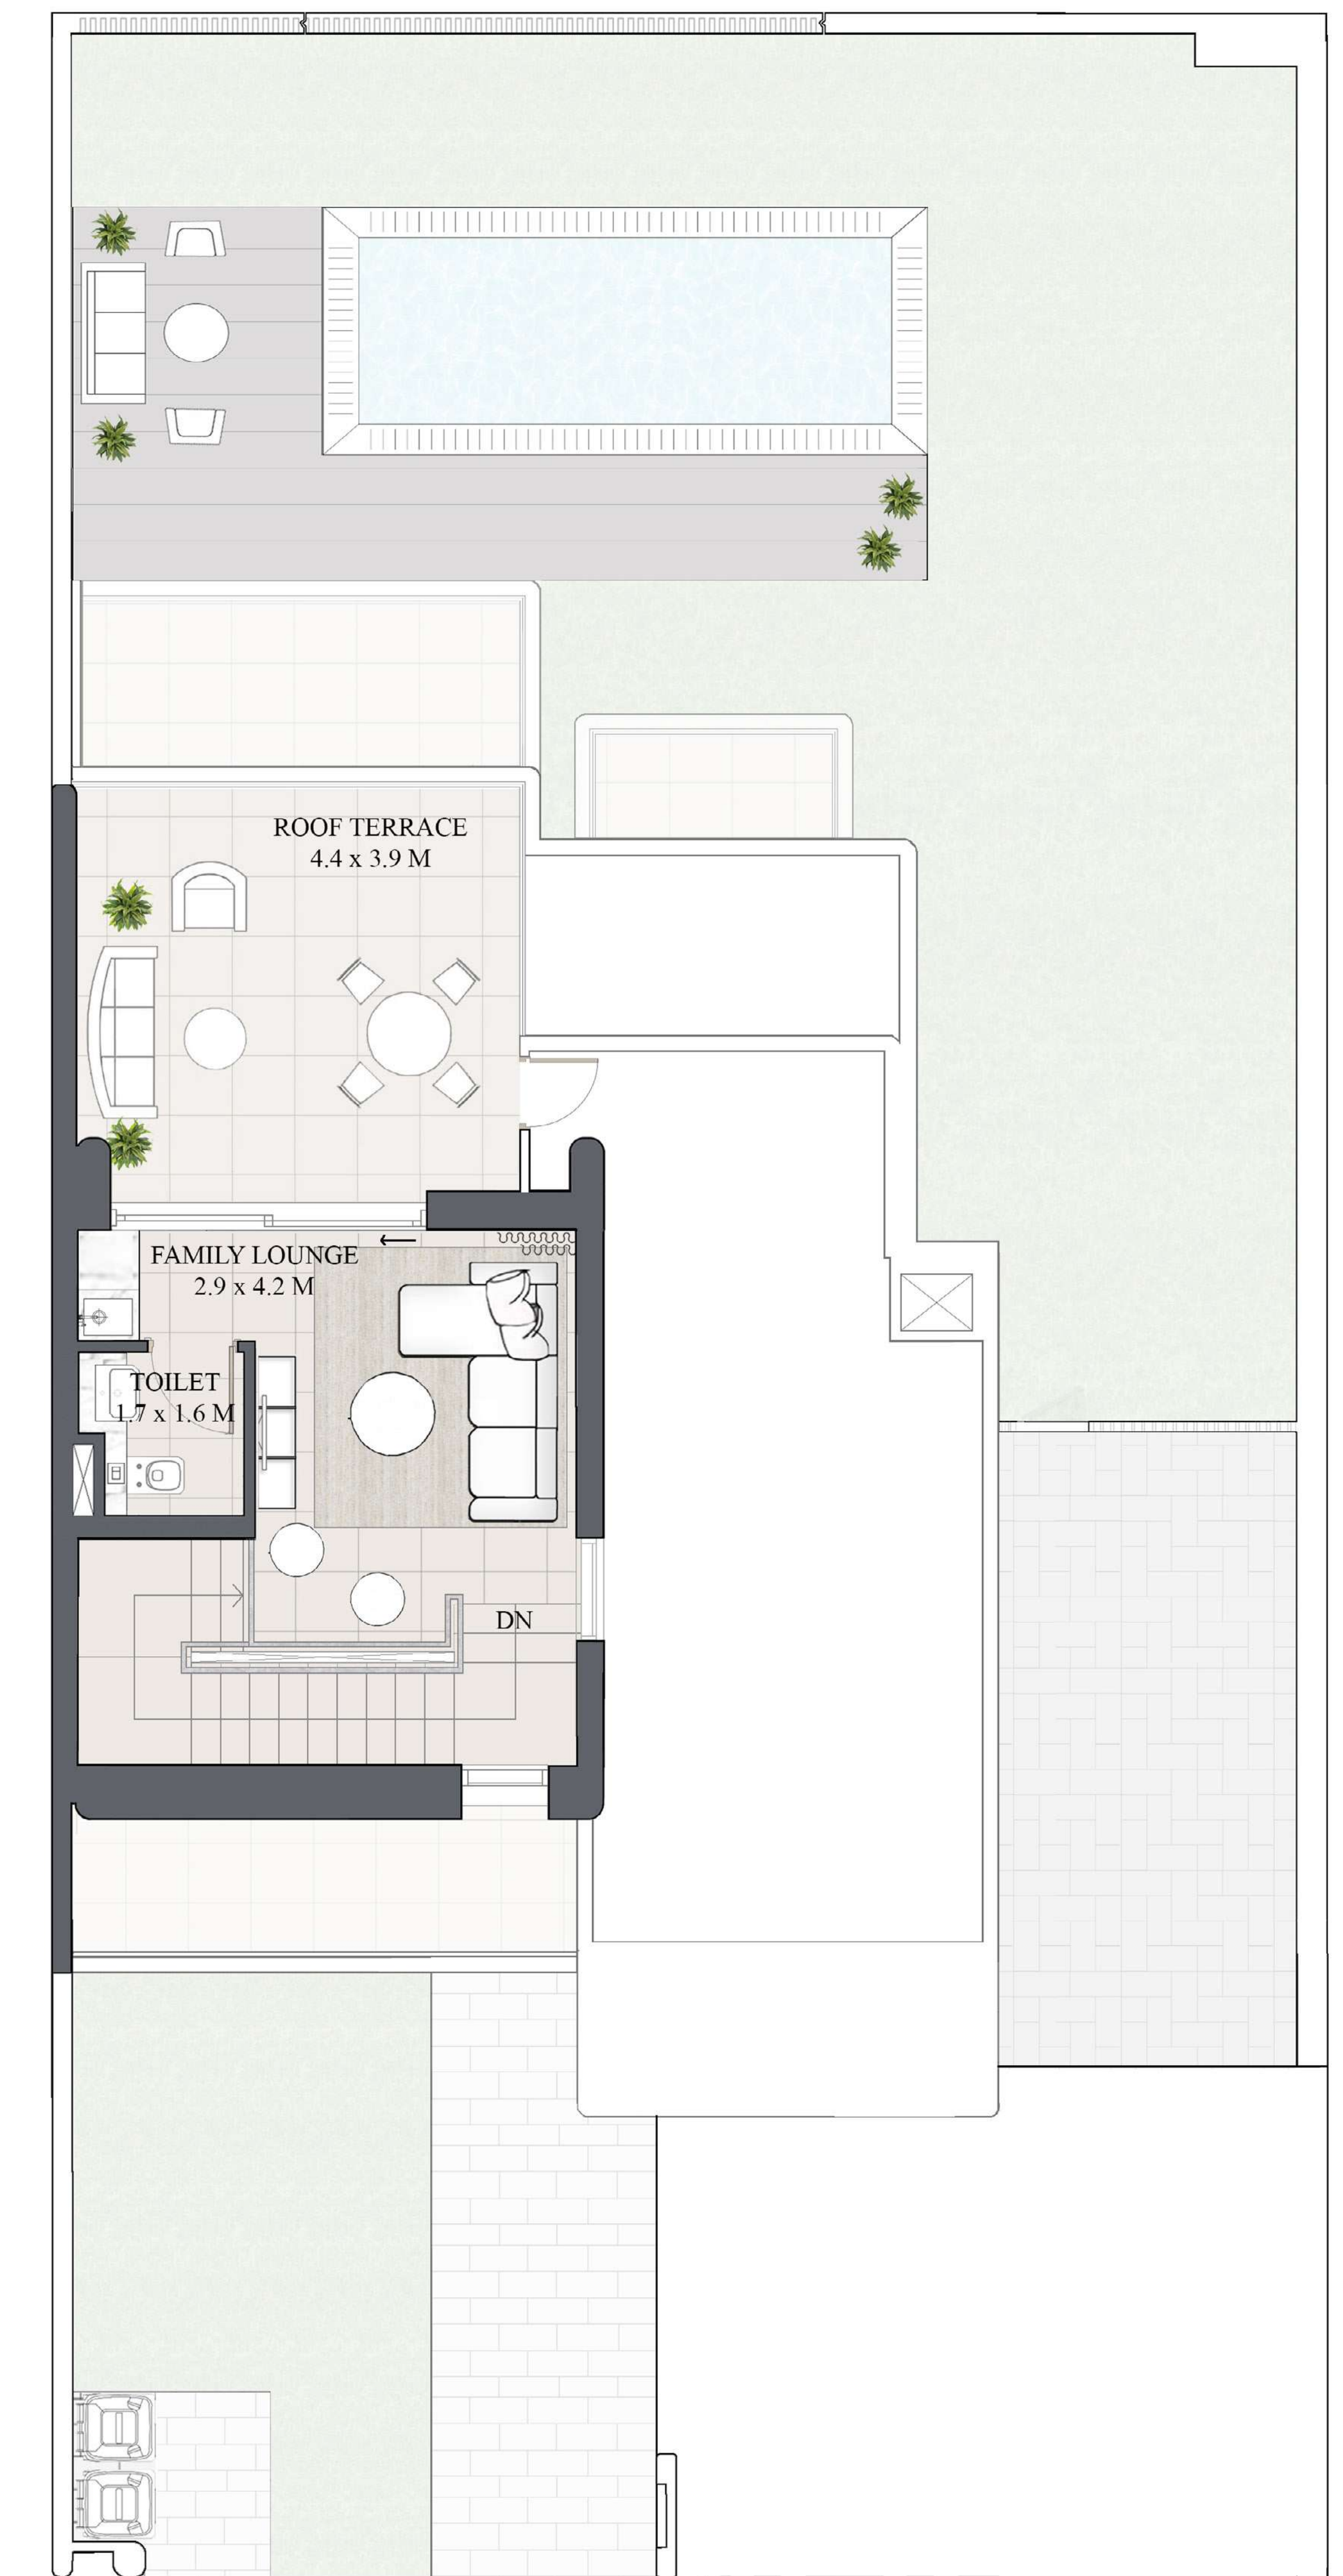 ROOF TERRACE
4.4 x 3.9 M
FAMILY LOUNGE
2.9 x 4.2 M
TOILET
1.7 x 1.6 M
DN